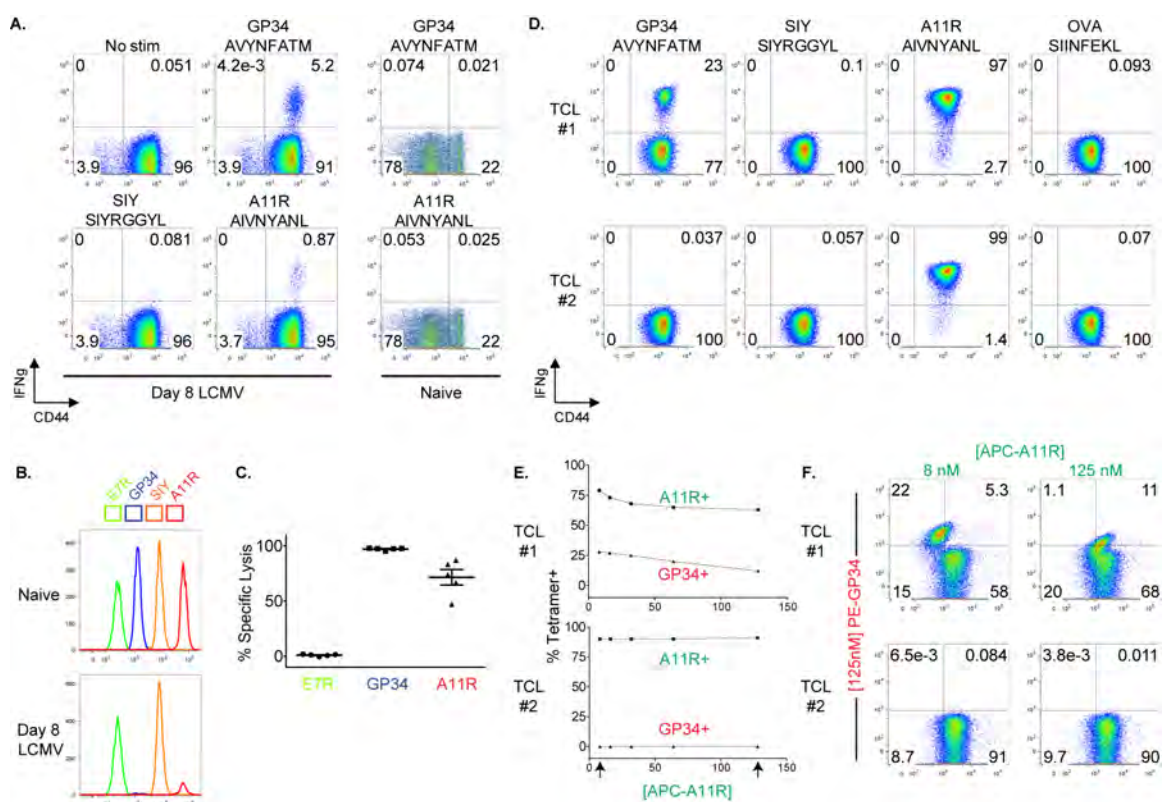 A.
No stim
GP34
AVYNFATM
GP34
AVYNFATM
0 0.051
4.2e-3 5.2
0.074 0.021
3.9 96
3.9 91
78 22
SIY
SIYRGGYL
A11R
AIVNYANL
A11R
AIVNYANL
0 0.081
0 0.87
0.053 0.025
3.9 96
3.7 95
78 22
IFNg
CD44
Day 8 LCMV
Naive
B.
E7R
GP34
SIY
A11R
Naive
Day 8
LCMV
C.
% Specific Lysis
100
50
0
E7R GP34 A11R
D.
GP34
AVYNFATM
SIY
SIYRGGYL
A11R
AIVNYANL
OVA
SIINFEKL
TCL
#1
0 23
0 0.1
0 97
0 0.093
0 77
0 100
0 2.7
0 100
TCL
#2
0 0.037
0 0.057
0 99
0 0.07
0 100
0 100
0 1.4
0 100
IFNg
CD44
E.
TCL
#1
TCL
#2
% Tetramer+
100
75
50
25
0
A11R+
GP34+
0 50 100 150
100
75
50
25
0
A11R+
GP34+
0 50 100 150
[APC-A11R]
F.
[APC-A11R]
8 nM 125 nM
TCL
#1
TCL
#2
[125nM] PE-GP34
22 5.3
1.1 11
15 58
20 68
6.5e-3 0.084
3.8e-3 0.011
8.7 91
9.7 90